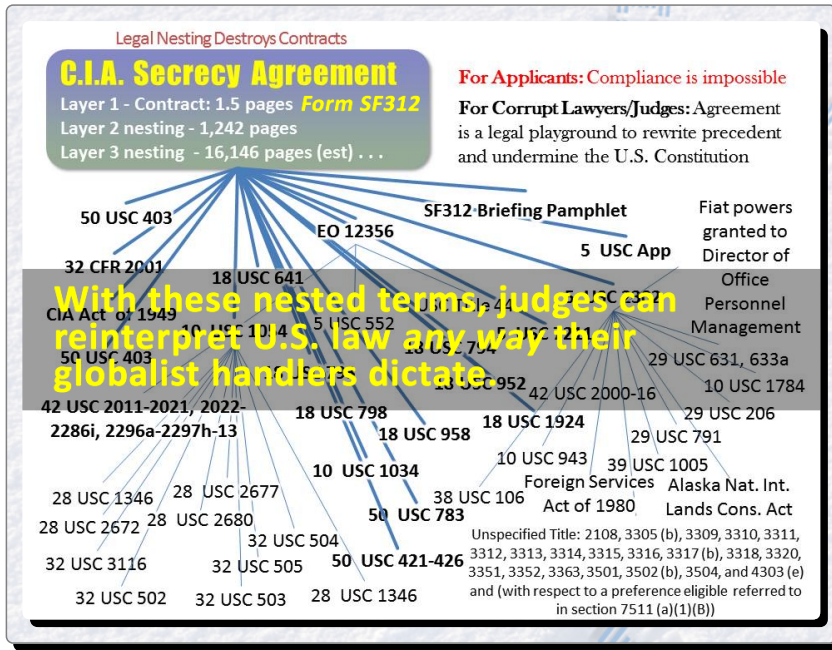 Legal Nesting Destroys Contracts
C.I.A. Secrecy Agreement
Layer 1 - Contract: 1.5 pages Form SF312
Layer 2 nesting - 1,242 pages
Layer 3 nesting - 16,146 pages (est) . . .
For Applicants: Compliance is impossible
For Corrupt Lawyers/Judges: Agreement
is a legal playground to rewrite precedent
and undermine the U.S. Constitution
50 USC 403
EO 12356
SF312 Briefing Pamphlet
5 USC App
Fiat powers
granted to
Director of
Office
Personnel
Management
32 CFR 2001
18 USC 641
With these nested terms, judges can
reinterpret U.S. law any way their
globalist handlers dictate.
CIA Act of 1949
5 USC 552
50 USC 403
18 USC 952
29 USC 631, 633a
10 USC 1784
42 USC 2000-16
42 USC 2011-2021, 2022-
2286i, 2296a-2297h-13
18 USC 798
18 USC 958
18 USC 1924
29 USC 206
29 USC 791
10 USC 943
39 USC 1005
10 USC 1034
38 USC 106
Foreign Services
Act of 1980
Alaska Nat. Int.
Lands Cons. Act
28 USC 1346
28 USC 2677
28 USC 2672
28 USC 2680
50 USC 783
32 USC 504
32 USC 3116
32 USC 505
50 USC 421-426
32 USC 502
32 USC 503
28 USC 1346
Unspecified Title: 2108, 3305 (b), 3309, 3310, 3311,
3312, 3313, 3314, 3315, 3316, 3317 (b), 3318, 3320,
3351, 3352, 3363, 3501, 3502 (b), 3504, and 4303 (e)
and (with respect to a preference eligible referred to
in section 7511 (a)(1)(B))